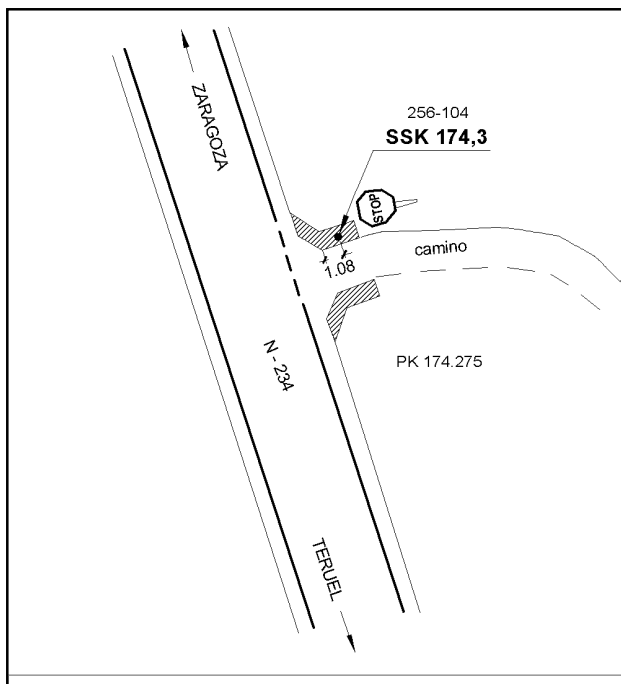 ZARAGOZA
256-104
SSK 174,3
STOP
camino
1.08
N - 234
PK 174.275
TERUEL